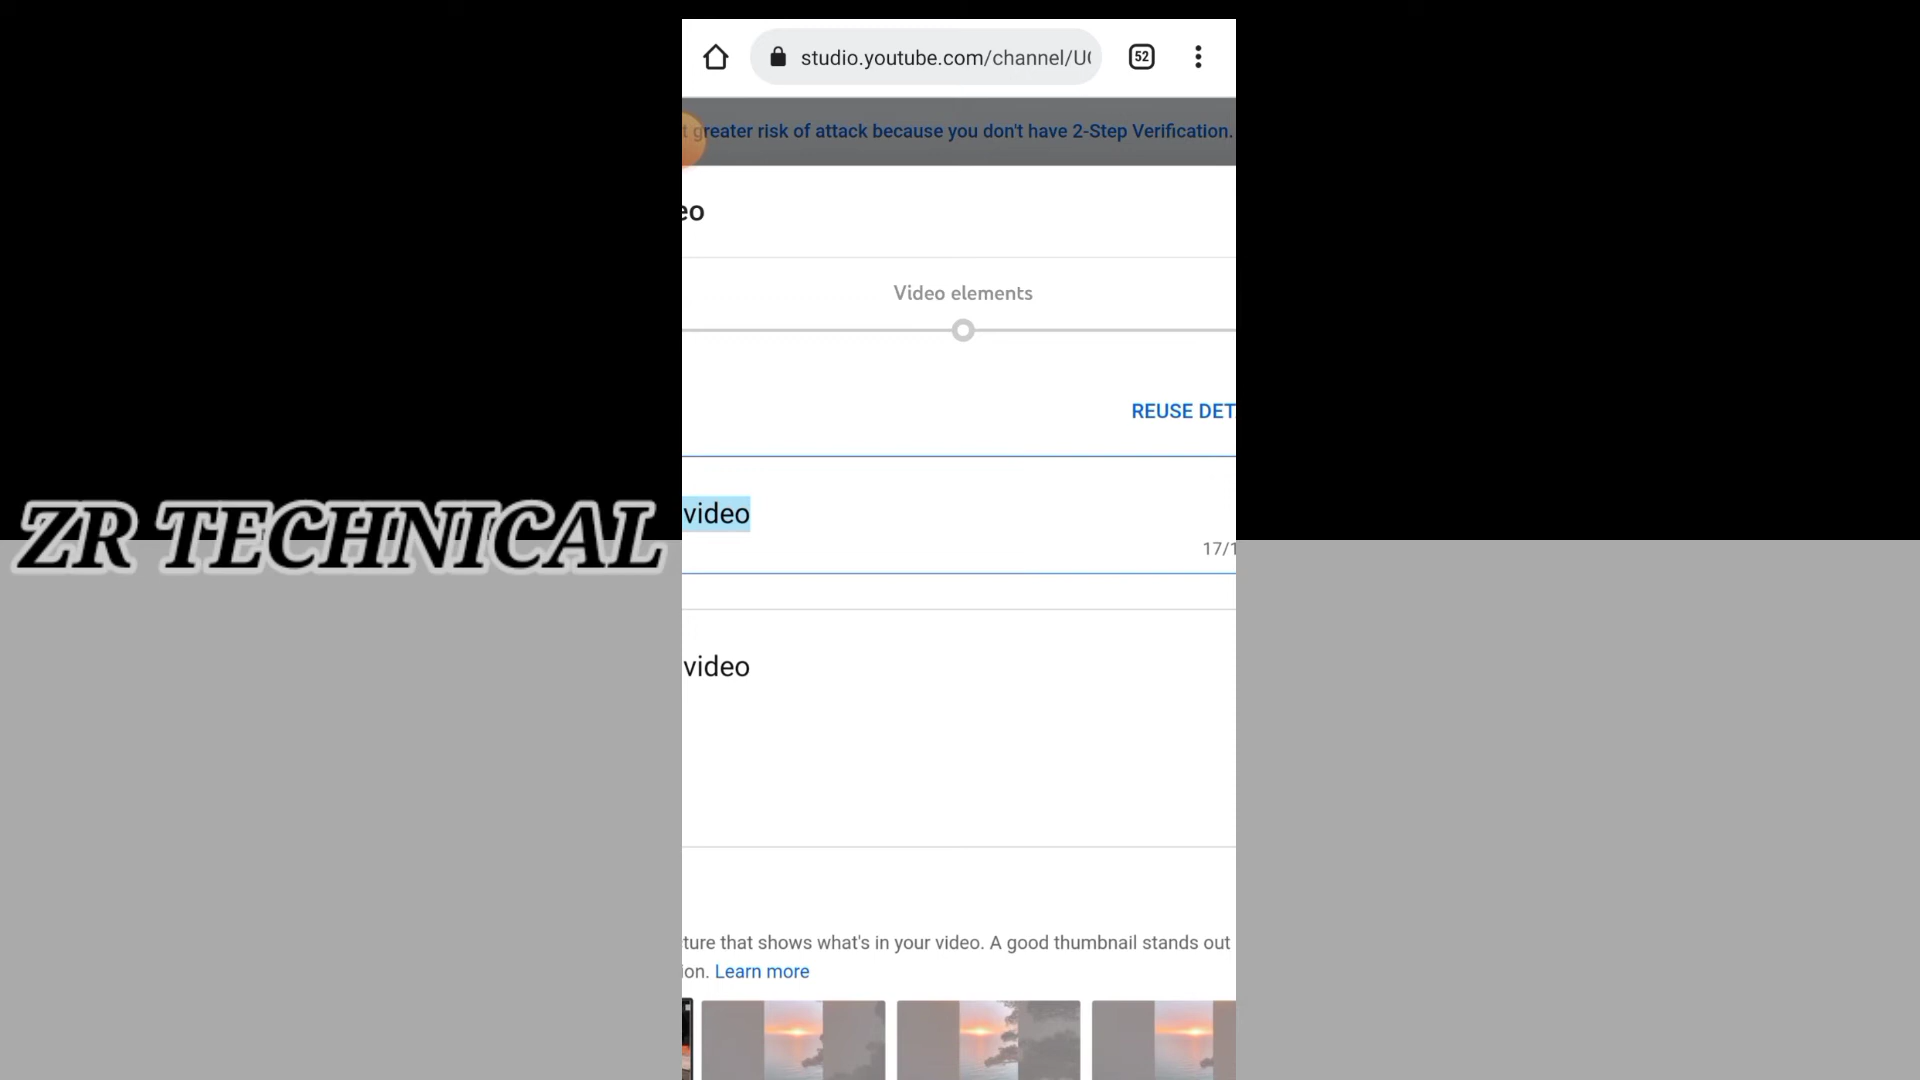 studio.youtube.com/channel/U
52
greater risk of attack because you don't have 2-Step Verification.
eo
Video elements
REUSE DET
video
17/1
ZR TECHNICAL
video
ture that shows what's in your video. A good thumbnail stands out
ion. Learn more